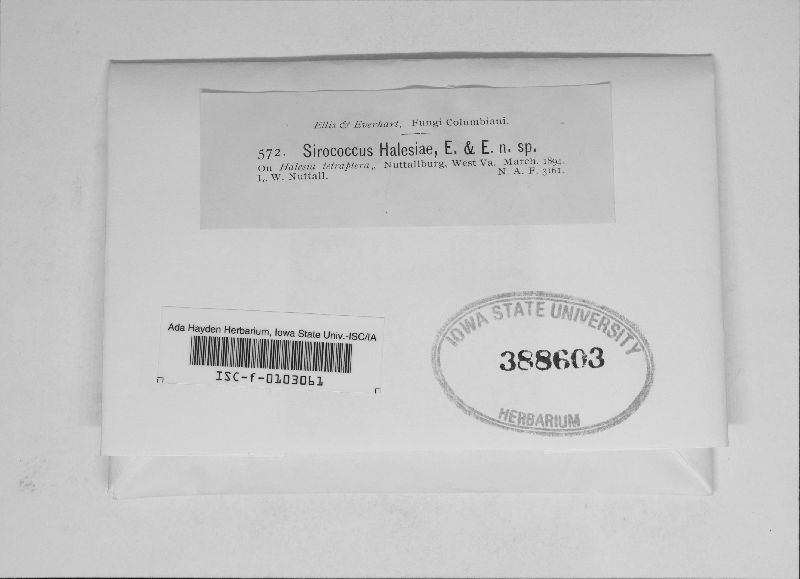 Ellis & Everhart, Fungi Columbiani.
572. Sirococcus Halesiae, E. & E. n. sp.
On Halesia tetraptera, Nuttallburg, West Va. March. 1894.
L. W. Nuttall. N. A. F. 3161.
Ada Hayden Herbarium, Iowa State Univ.-ISC/IA
ISC-f-0103061
IOWA STATE UNIVERSITY
388603
HERBARIUM